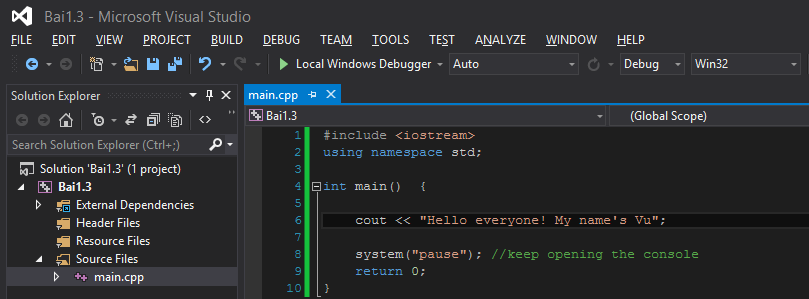 Bai1.3 - Microsoft Visual Studio
FILE EDIT VIEW PROJECT BUILD DEBUG TEAM TOOLS TEST ANALYZE WINDOW HELP
Local Windows Debugger Auto Debug Win32
Solution Explorer
Search Solution Explorer (Ctrl+;)
Solution 'Bai1.3' (1 project)
Bai1.3
External Dependencies
Header Files
Resource Files
Source Files
main.cpp
main.cpp
Bai1.3 (Global Scope)
1 #include <iostream>
2 using namespace std;
3
4 int main() {
5
6 cout << "Hello everyone! My name's Vu";
7
8 system("pause"); //keep opening the console
9 return 0;
10 }